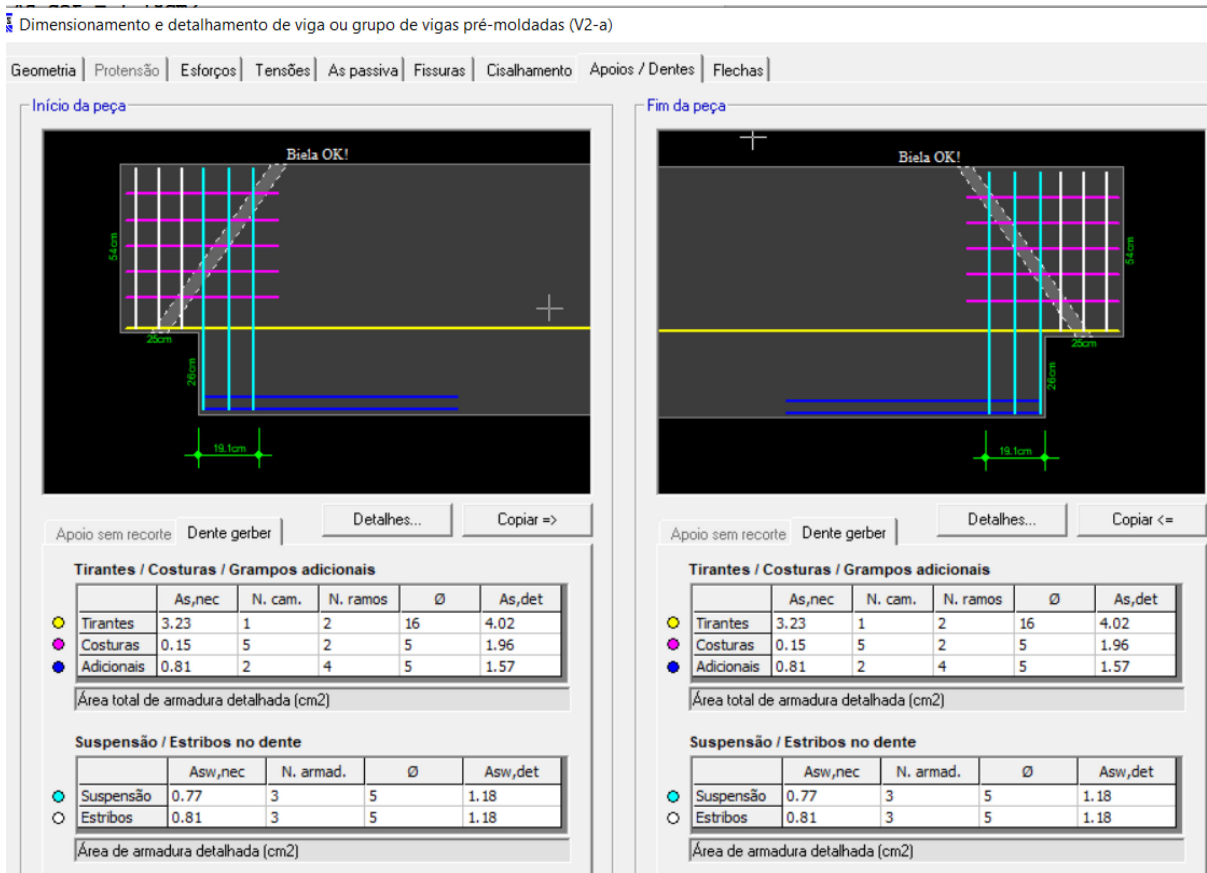 Dimensionamento e detalhamento de viga ou grupo de vigas pré-moldadas (V2-a)
Geometria Protensão Esforços Tensões As passiva Fissuras Cisalhamento Apoios / Dentes Flechas
Início da peça
Biela OK!
54cm
25cm
26cm
19.1cm
Detalhes... Copiar =>
Apoio sem recorte Dente gerber
Tirantes / Costuras / Grampos adicionais
As,nec N. cam. N. ramos Ø As,det
Tirantes 3.23 1 2 16 4.02
Costuras 0.15 5 2 5 1.96
Adicionais 0.81 2 4 5 1.57
Área total de armadura detalhada (cm2)
Suspensão / Estribos no dente
Asw,nec N. armad. Ø Asw,det
Suspensão 0.77 3 5 1.18
Estribos 0.81 3 5 1.18
Área de armadura detalhada (cm2)
Fim da peça
Biela OK!
54cm
25cm
26cm
19.1cm
Detalhes... Copiar <=
Apoio sem recorte Dente gerber
Tirantes / Costuras / Grampos adicionais
As,nec N. cam. N. ramos Ø As,det
Tirantes 3.23 1 2 16 4.02
Costuras 0.15 5 2 5 1.96
Adicionais 0.81 2 4 5 1.57
Área total de armadura detalhada (cm2)
Suspensão / Estribos no dente
Asw,nec N. armad. Ø Asw,det
Suspensão 0.77 3 5 1.18
Estribos 0.81 3 5 1.18
Área de armadura detalhada (cm2)